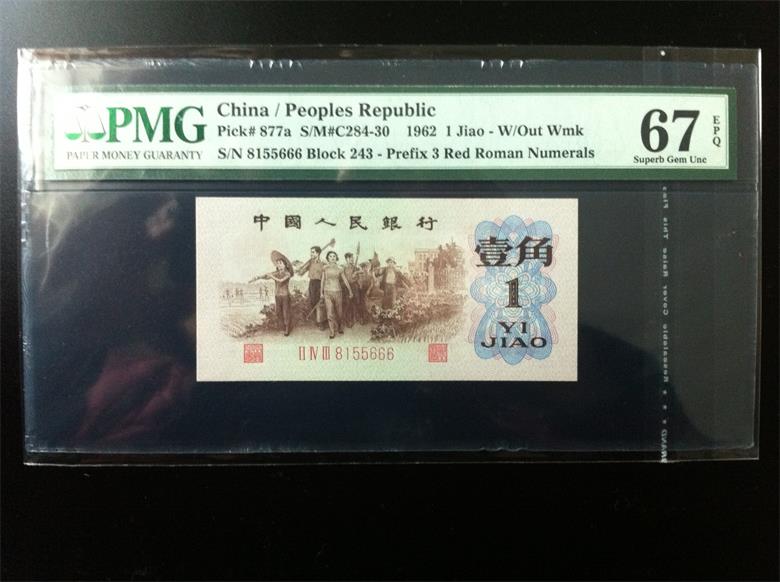 PMG
PAPER MONEY GUARANTY
China / Peoples Republic
Pick# 877a S/M#C284-30 1962 1 Jiao - W/Out Wmk
S/N 8155666 Block 243 - Prefix 3 Red Roman Numerals
67
EPQ
Superb Gem Unc
中國人民銀行
壹角
1
YI
JIAO
II IV III 8155666